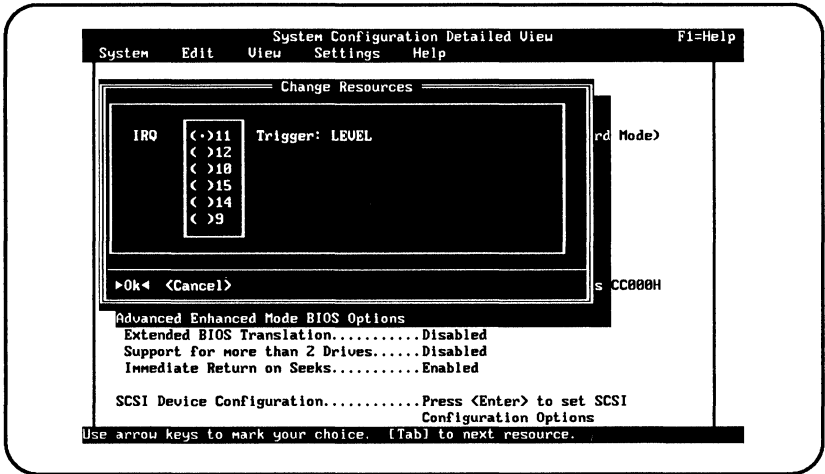 System Configuration Detailed View F1=Help
System Edit View Settings Help
Change Resources
IRQ (·)11 Trigger: LEVEL
rd Mode)
( )12
( )10
( )15
( )14
( )9
►Ok◄ <Cancel>
s CC000H
Advanced Enhanced Mode BIOS Options
Extended BIOS Translation...........Disabled
Support for more than 2 Drives......Disabled
Immediate Return on Seeks...........Enabled
SCSI Device Configuration............Press <Enter> to set SCSI
Configuration Options
Use arrow keys to mark your choice. [Tab] to next resource.